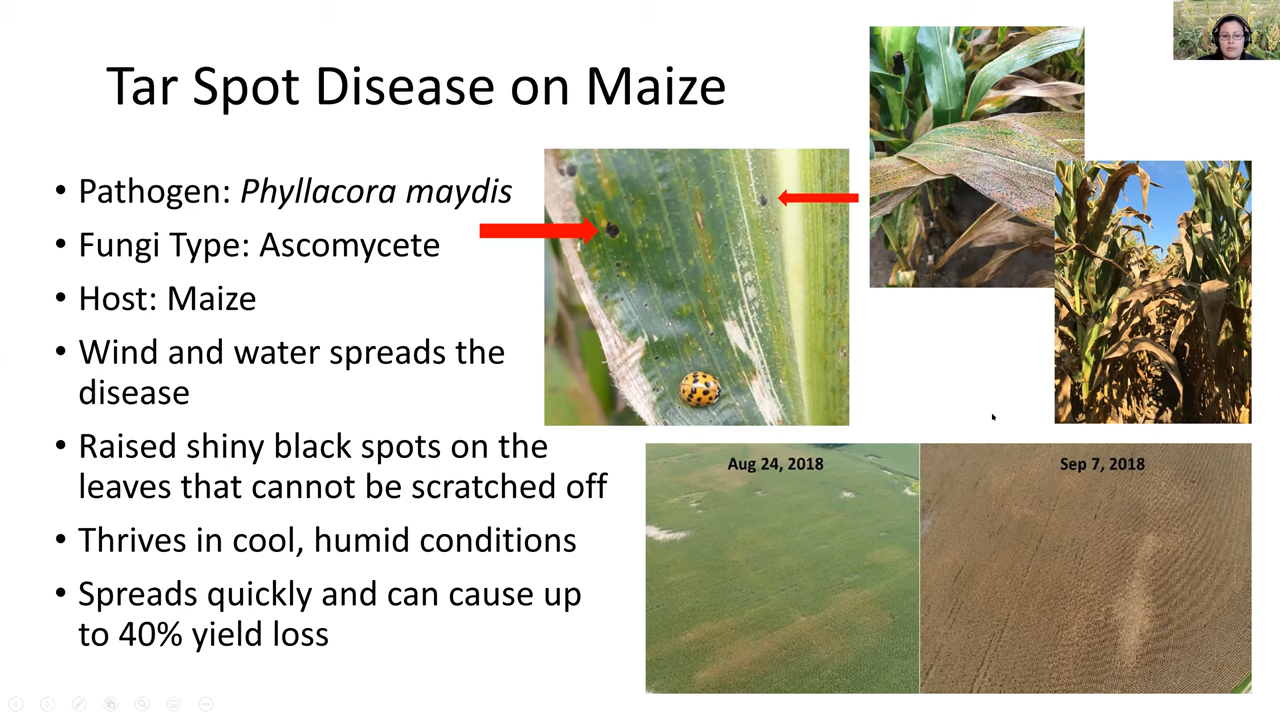 Tar Spot Disease on Maize
• Pathogen: Phyllacora maydis
• Fungi Type: Ascomycete
• Host: Maize
• Wind and water spreads the
disease
• Raised shiny black spots on the
leaves that cannot be scratched off
• Thrives in cool, humid conditions
• Spreads quickly and can cause up
to 40% yield loss
Aug 24, 2018
Sep 7, 2018